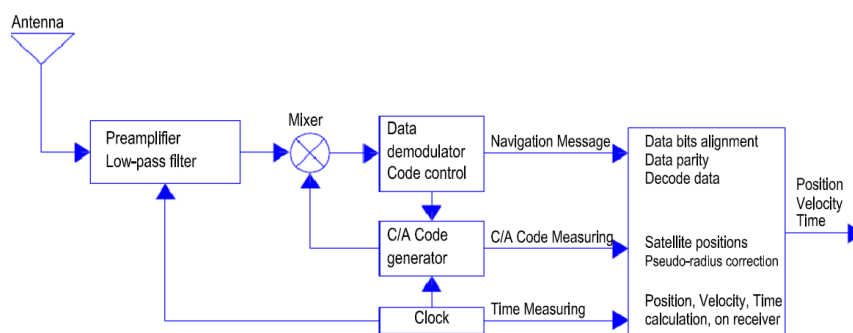 Antenna
Preamplifier
Low-pass filter
Mixer
Data
demodulator
Code control
Navigation Message
Data bits alignment
Data parity
Decode data
C/A Code
generator
C/A Code Measuring
Satellite positions
Pseudo-radius correction
Clock
Time Measuring
Position, Velocity, Time
calculation, on receiver
Position
Velocity
Time